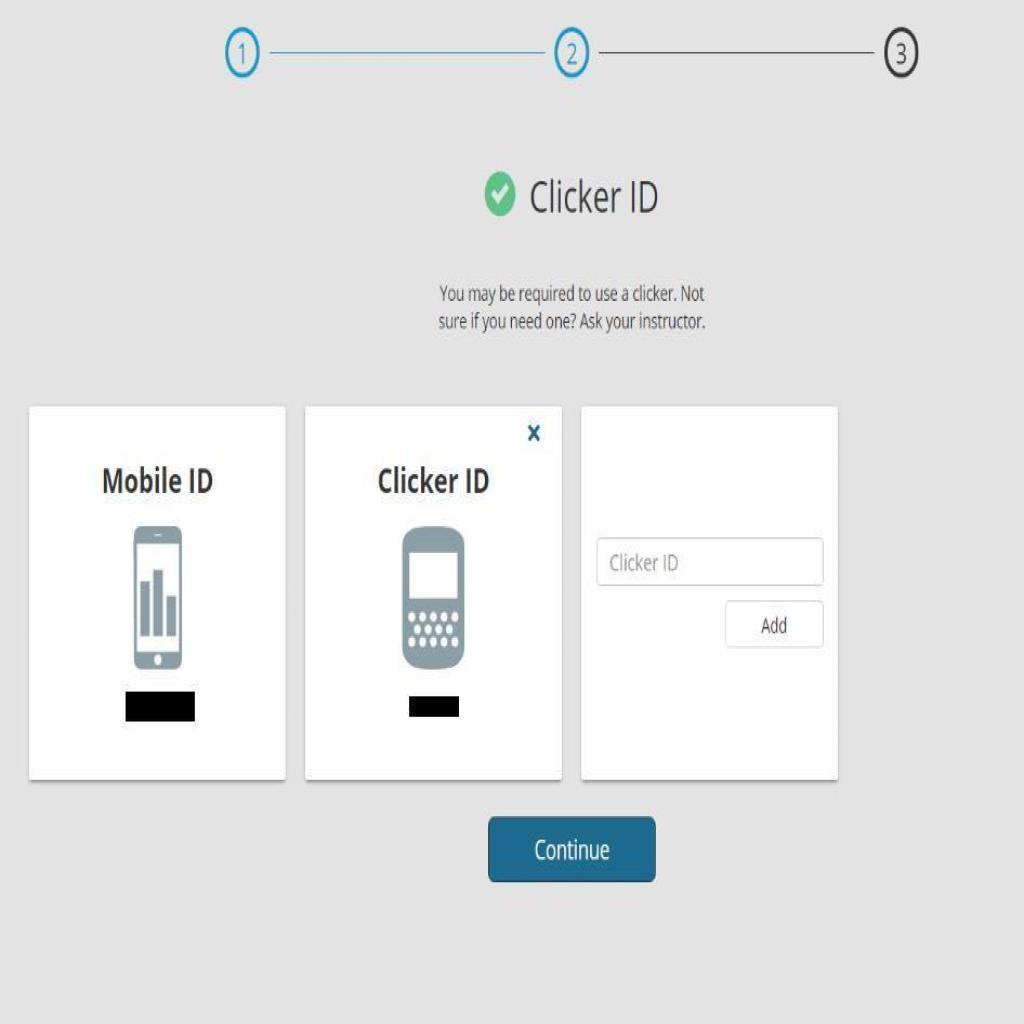 1
2
3
Clicker ID
You may be required to use a clicker. Not
sure if you need one? Ask your instructor.
Mobile ID
Clicker ID
Clicker ID
Add
Continue